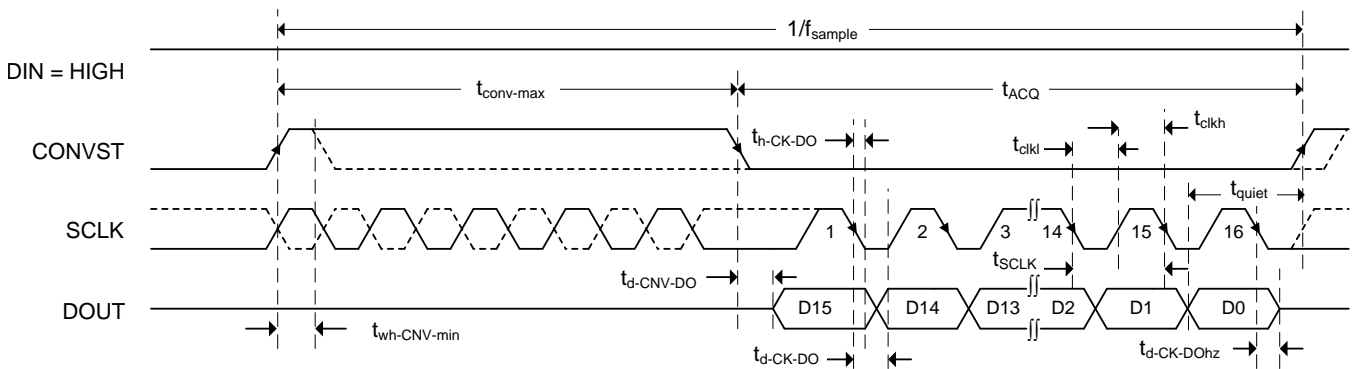 1/fsample
DIN = HIGH
tconv-max
tACQ
CONVST
th-CK-DO
tclkh
tclkl
tquiet
SCLK
1 2 3 14 15 16
tSCLK
td-CNV-DO
DOUT
D15 D14 D13 D2 D1 D0
twh-CNV-min
td-CK-DO
td-CK-DOhz